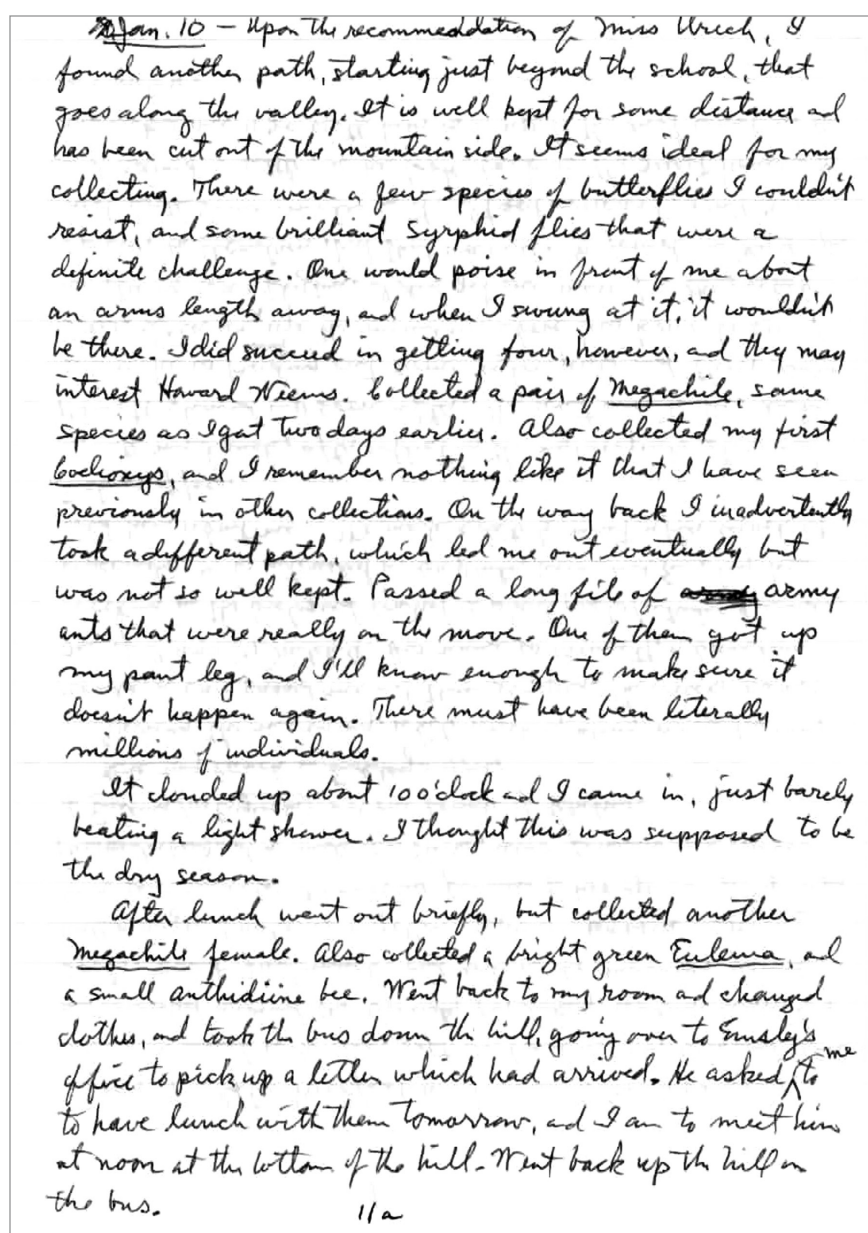 Jan. 10 – Upon the recommendation of Miss Urech, I
found another path, starting just beyond the school, that
goes along the valley. It is well kept for some distance and
has been cut out of the mountain side. It seems ideal for my
collecting. There were a few species of butterflies I couldn't
resist, and some brilliant Syrphid flies that were a
definite challenge. One would poise in front of me about
an arms length away, and when I swung at it, it wouldn't
be there. I did succeed in getting four, however, and they may
interest Howard Weems. Collected a pair of Megachile, same
species as I got two days earlier. Also collected my first
Coelioxys, and I remember nothing like it that I have seen
previously in other collections. On the way back I inadvertently
took a different path, which led me out eventually but
was not so well kept. Passed a long file of army
ants that were really on the move. One of them got up
my pant leg, and I'll know enough to make sure it
doesn't happen again. There must have been literally
millions of individuals.
It clouded up about 10 o'clock and I came in, just barely
beating a light shower. I thought this was supposed to be
the dry season.
After lunch went out briefly, but collected another
Megachile female. Also collected a bright green Eulema, and
a small anthidiine bee. Went back to my room and changed
clothes, and took the bus down the hill, going over to Emsley's
office to pick up a letter which had arrived. He asked me to
to have lunch with them tomorrow, and I am to meet him
at noon at the bottom of the hill. Went back up the hill on
the bus.
11a